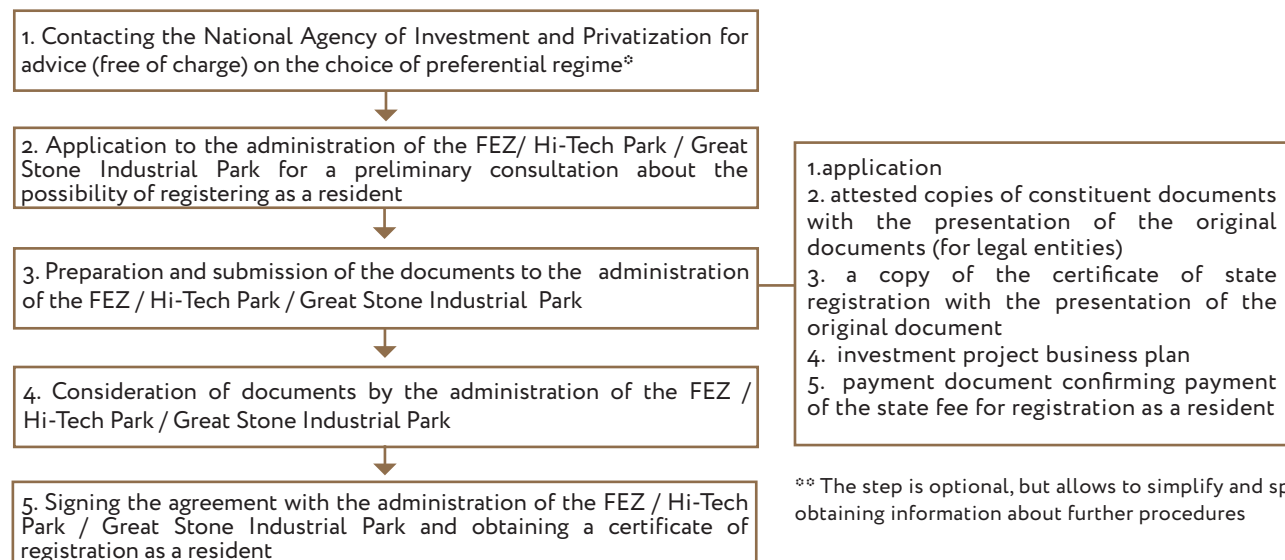 1. Contacting the National Agency of Investment and Privatization for
advice (free of charge) on the choice of preferential regime*
2. Application to the administration of the FEZ/ Hi-Tech Park / Great
Stone Industrial Park for a preliminary consultation about the
possibility of registering as a resident
3. Preparation and submission of the documents to the administration
of the FEZ / Hi-Tech Park / Great Stone Industrial Park
4. Consideration of documents by the administration of the FEZ /
Hi-Tech Park / Great Stone Industrial Park
5. Signing the agreement with the administration of the FEZ / Hi-Tech
Park / Great Stone Industrial Park and obtaining a certificate of
registration as a resident
1.application
2. attested copies of constituent documents
with the presentation of the original
documents (for legal entities)
3. a copy of the certificate of state
registration with the presentation of the
original document
4. investment project business plan
5. payment document confirming payment
of the state fee for registration as a resident
** The step is optional, but allows to simplify and
obtaining information about further procedures